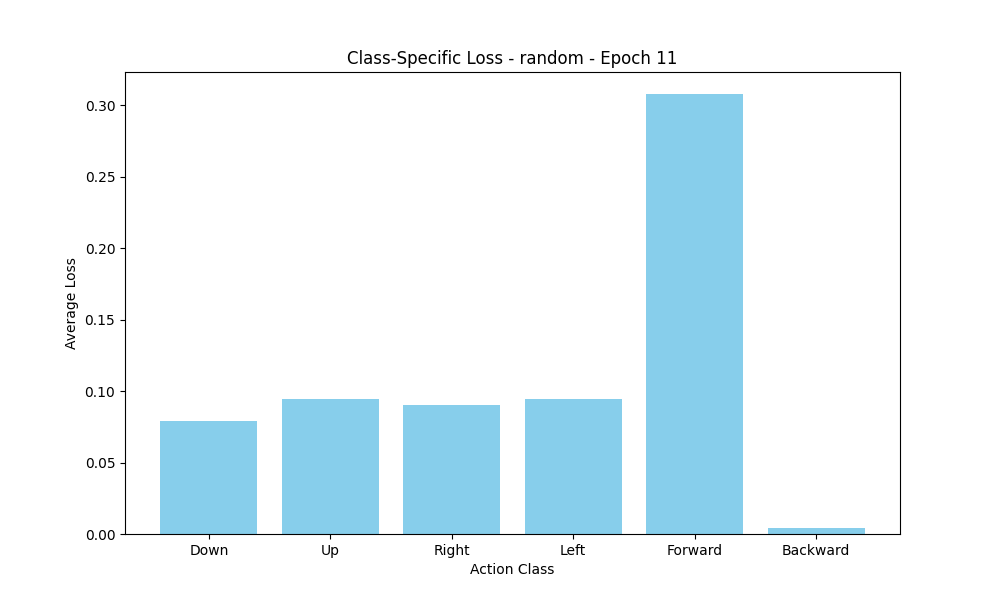 Class-Specific Loss - random - Epoch 11
Average Loss
0.30
0.25
0.20
0.15
0.10
0.05
0.00
Down Up Right Left Forward Backward
Action Class